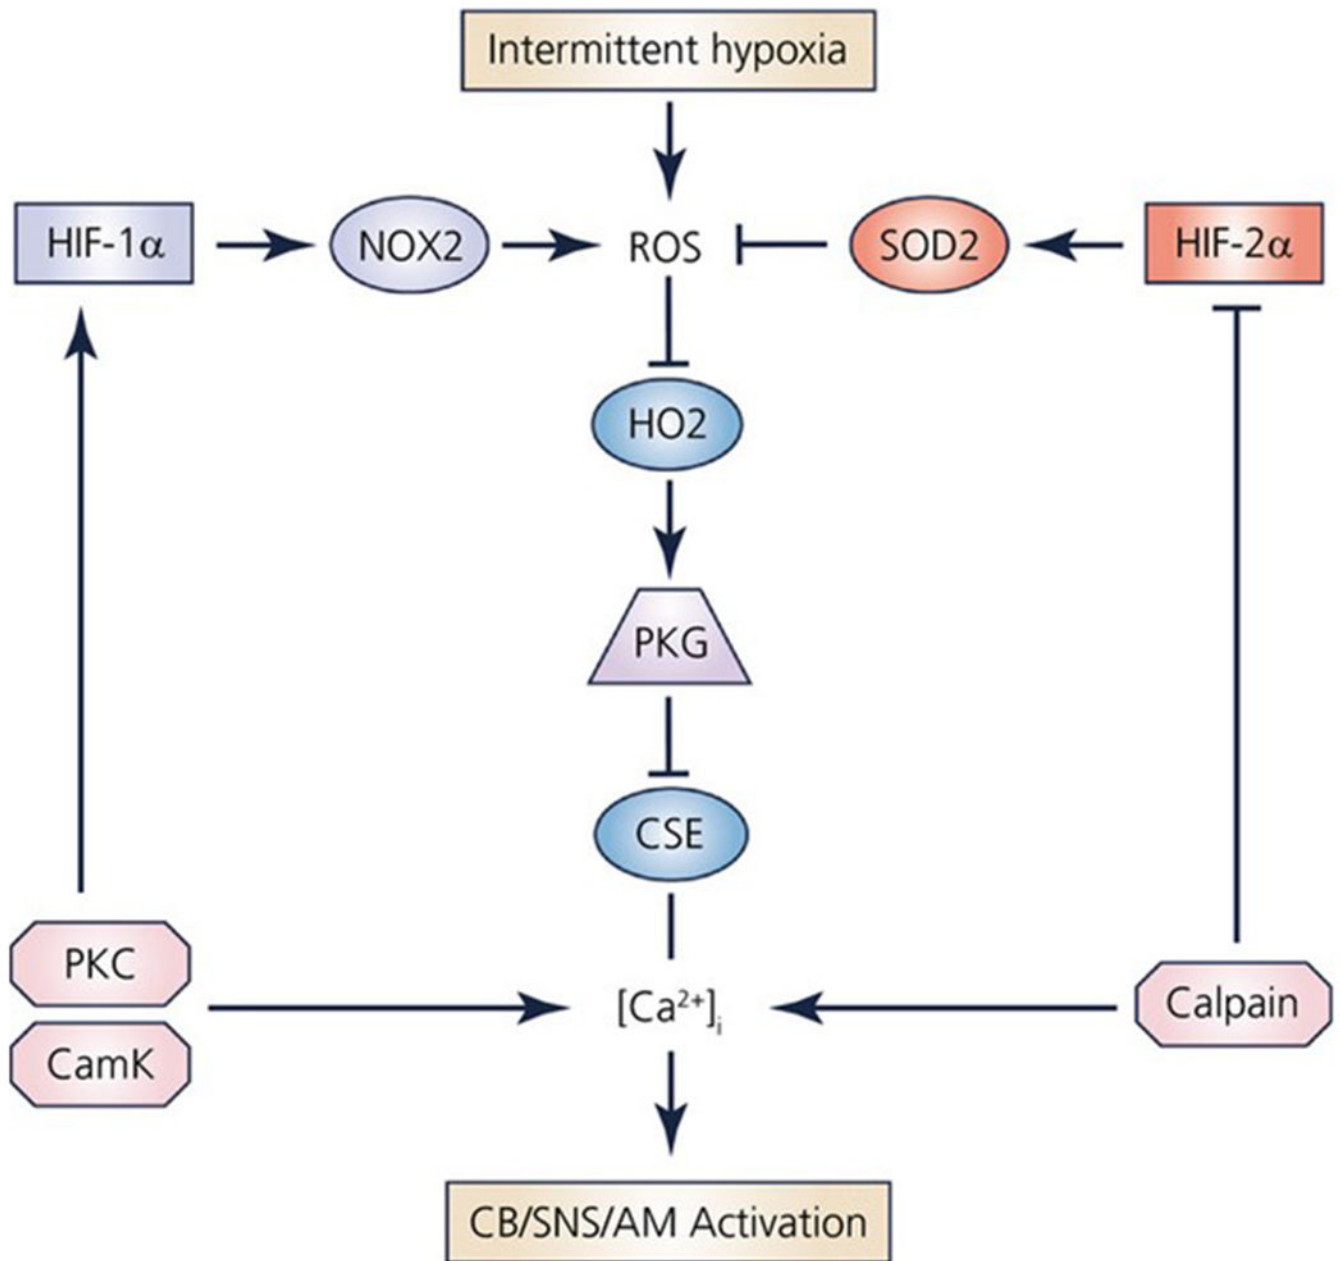 Intermittent hypoxia
HIF-1α
NOX2
ROS
SOD2
HIF-2α
HO2
PKG
CSE
PKC
CamK
[Ca²⁺]ᵢ
Calpain
CB/SNS/AM Activation